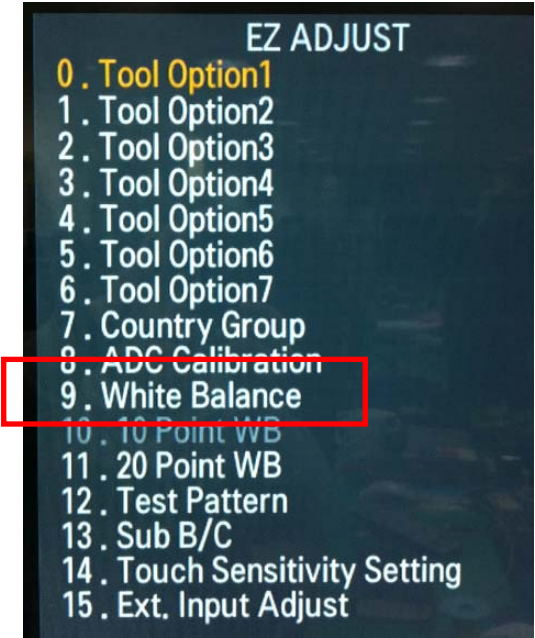 EZ ADJUST
0 . Tool Option1
1 . Tool Option2
2 . Tool Option3
3 . Tool Option4
4 . Tool Option5
5 . Tool Option6
6 . Tool Option7
7 . Country Group
8 . ADC Calibration
9 . White Balance
10 . 10 Point WB
11 . 20 Point WB
12 . Test Pattern
13 . Sub B/C
14 . Touch Sensitivity Setting
15 . Ext. Input Adjust